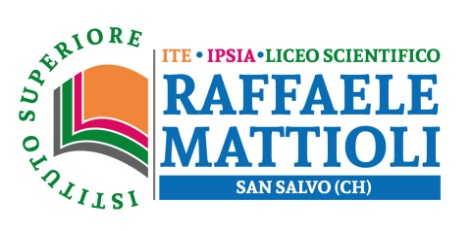 ISTITUTO SUPERIORE
ITE • IPSIA • LICEO SCIENTIFICO
RAFFAELE
MATTIOLI
SAN SALVO (CH)